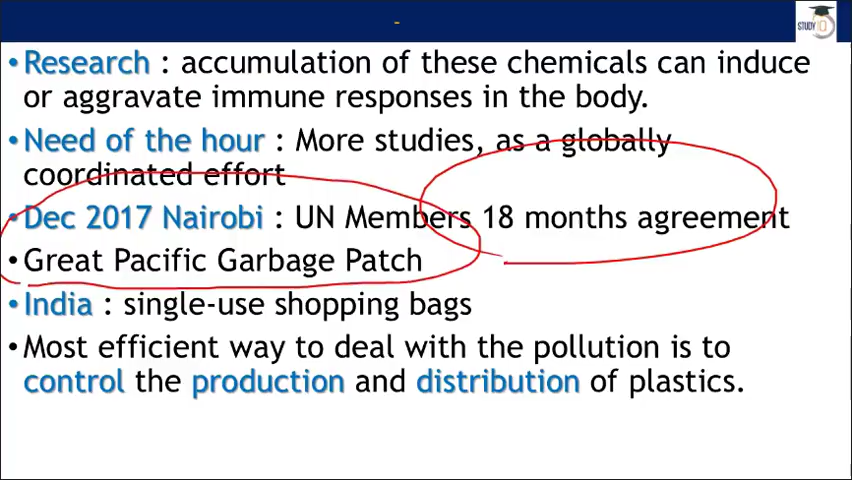 -
STUDY IQ
•Research : accumulation of these chemicals can induce
or aggravate immune responses in the body.
•Need of the hour : More studies, as a globally
coordinated effort
•Dec 2017 Nairobi : UN Members 18 months agreement
•Great Pacific Garbage Patch
•India : single-use shopping bags
•Most efficient way to deal with the pollution is to
control the production and distribution of plastics.